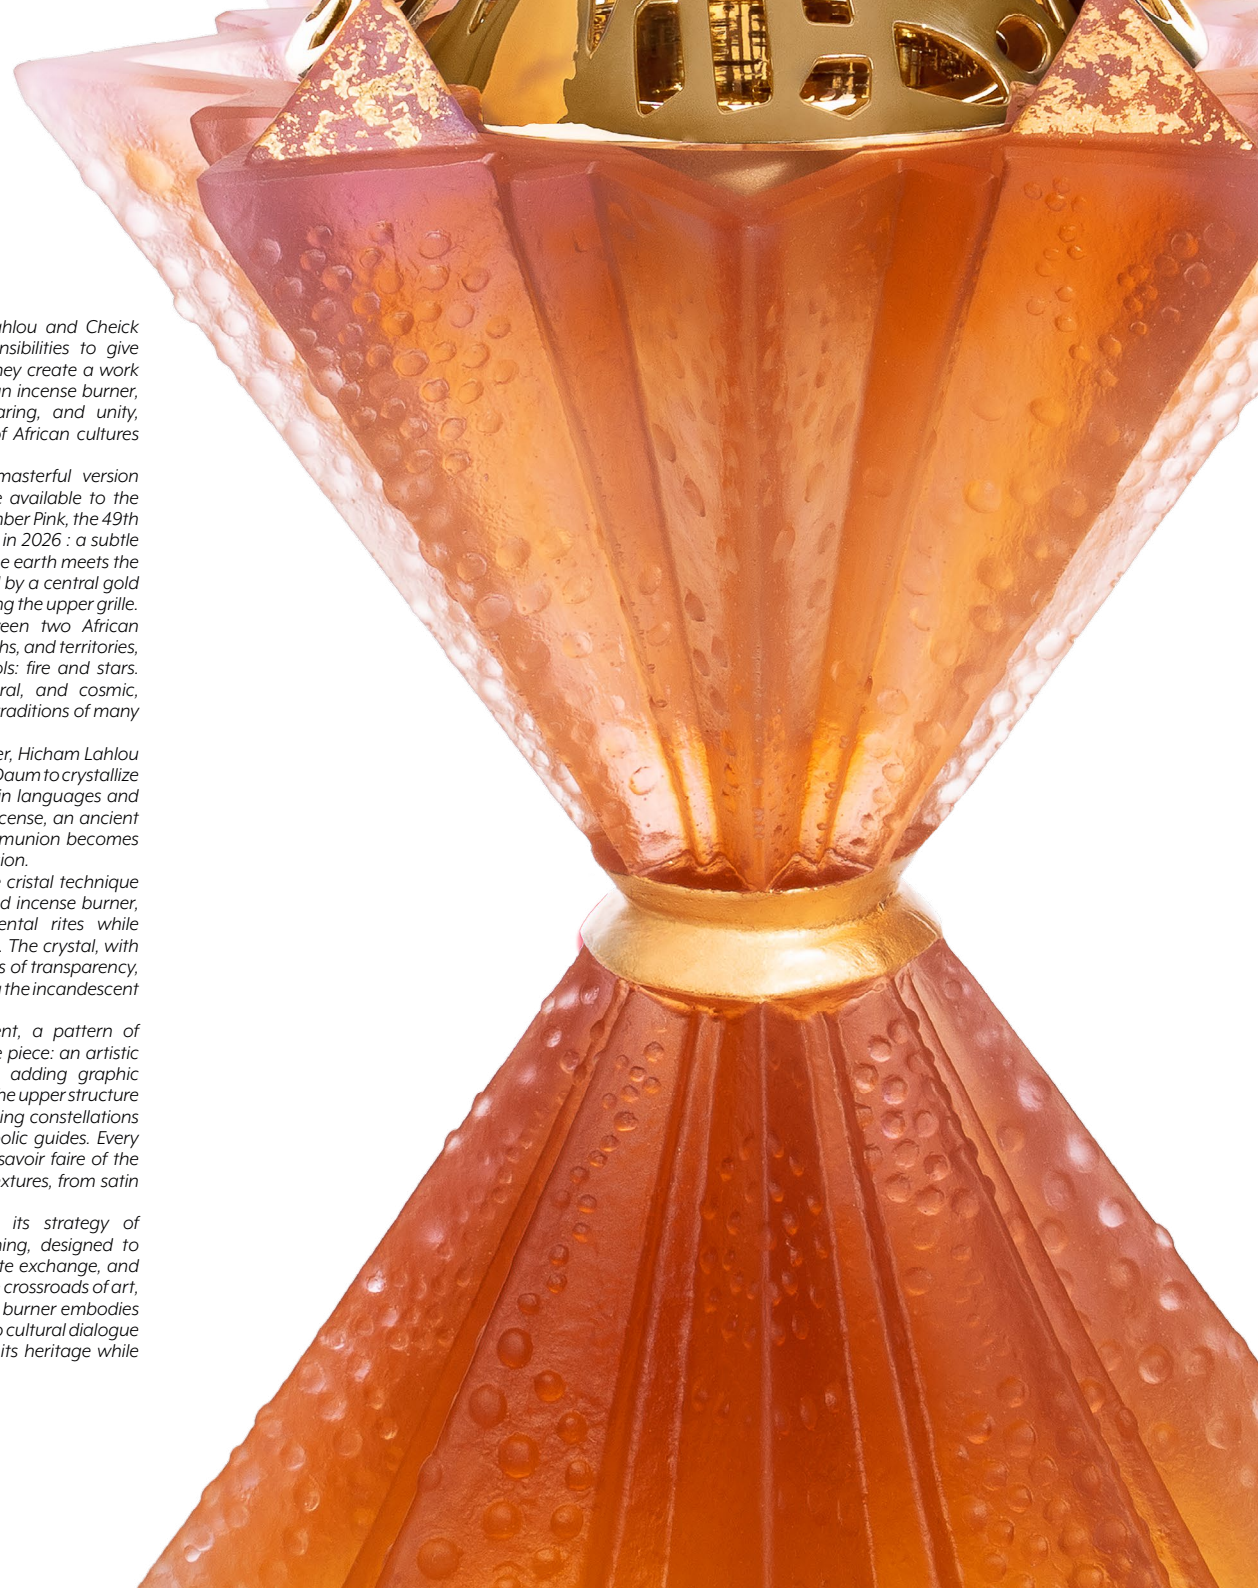 hlou and Cheick
nsibilities to give
ney create a work
n incense burner,
aring, and unity,
of African cultures
masterful version
e available to the
nber Pink, the 49th
in 2026 : a subtle
e earth meets the
by a central gold
ng the upper grille.
een two African
hs, and territories,
ols: fire and stars.
ral, and cosmic,
traditions of many
er, Hicham Lahlou
Daum to crystallize
in languages and
cense, an ancient
mmunion becomes
ion.
cristal technique
d incense burner,
ental rites while
. The crystal, with
s of transparency,
the incandescent
ent, a pattern of
e piece: an artistic
adding graphic
he upper structure
ing constellations
olic guides. Every
savoir faire of the
extures, from satin
its strategy of
ning, designed to
te exchange, and
crossroads of art,
burner embodies
o cultural dialogue
its heritage while